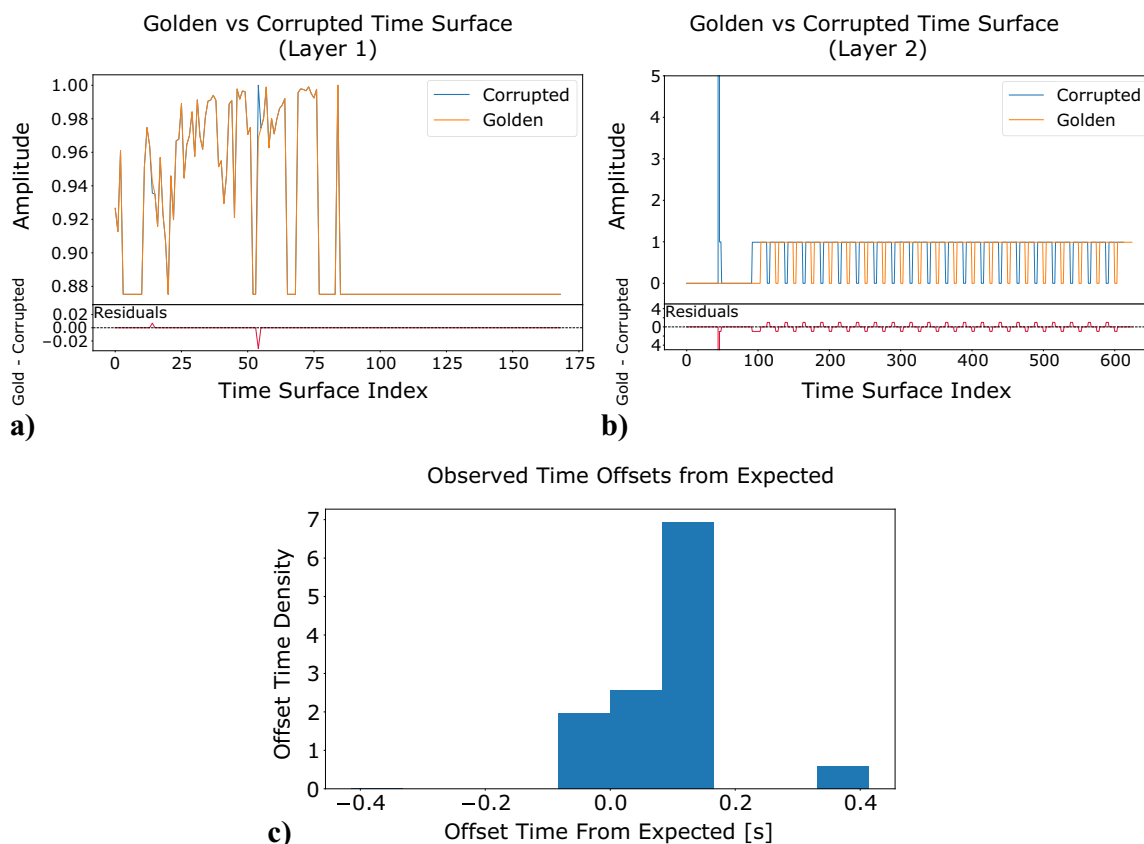 Golden vs Corrupted Time Surface
(Layer 1)
Amplitude
1.00
0.98
0.96
0.94
0.92
0.90
0.88
Corrupted
Golden
Gold - Corrupted
Residuals
0.02
0.00
−0.02
0
25
50
75
100
125
150
175
Time Surface Index
a)
Golden vs Corrupted Time Surface
(Layer 2)
Amplitude
5
4
3
2
1
0
Corrupted
Golden
Gold - Corrupted
Residuals
4
0
4
0
100
200
300
400
500
600
Time Surface Index
b)
Observed Time Offsets from Expected
Offset Time Density
7
6
5
4
3
2
1
0
−0.4
−0.2
0.0
0.2
0.4
Offset Time From Expected [s]
c)